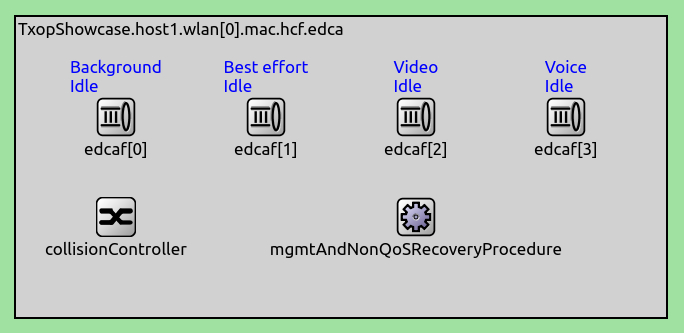 TxopShowcase.host1.wlan[0].mac.hcf.edca
Background
Idle
Best effort
Idle
Video
Idle
Voice
Idle
edcaf[0]
edcaf[1]
edcaf[2]
edcaf[3]
collisionController
mgmtAndNonQoSRecoveryProcedure